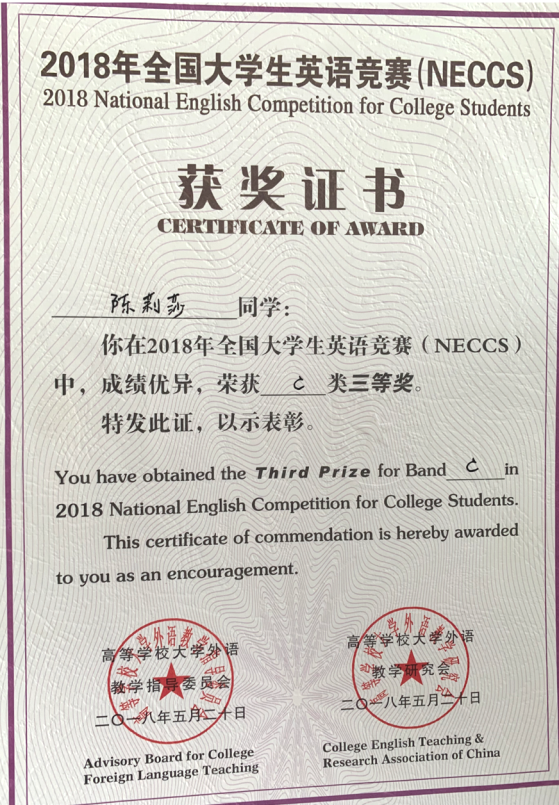 2018年全国大学生英语竞赛(NECCS)
2018 National English Competition for College Students
获奖证书
CERTIFICATE OF AWARD
陈莉莎同学：
你在2018年全国大学生英语竞赛（NECCS）
中，成绩优异，荣获 C 类三等奖。
特发此证，以示表彰。
You have obtained the Third Prize for Band C in
2018 National English Competition for College Students.
This certificate of commendation is hereby awarded
to you as an encouragement.
高等学校大学外语
教学指导委员会
二〇一八年五月二十日
Advisory Board for College
Foreign Language Teaching
高等学校大学外语
教学研究会
二〇一八年五月二十日
College English Teaching &
Research Association of China